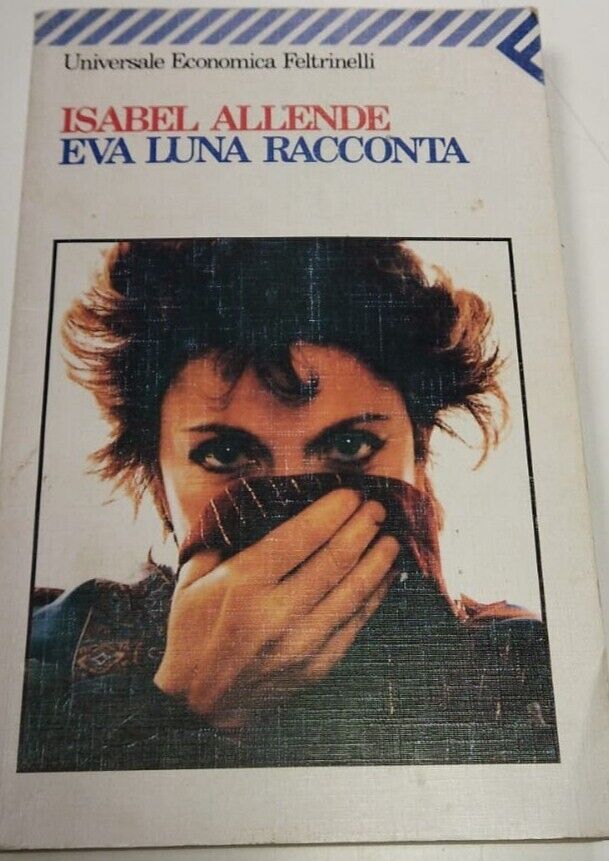 Universale Economica Feltrinelli
ISABEL ALLENDE
EVA LUNA RACCONTA